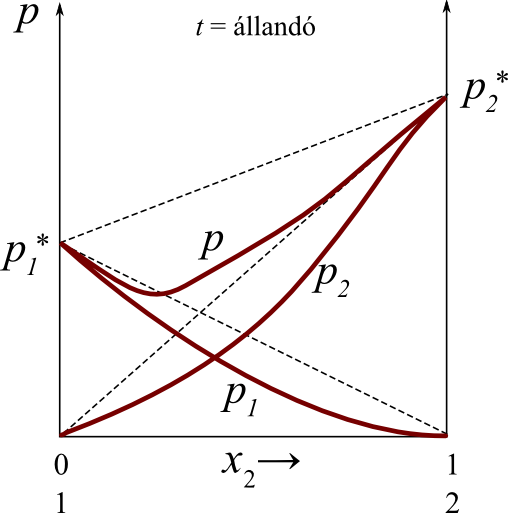 p
t = állandó
p2*
p1*
p
p2
p1
0
x2→
1
1
2